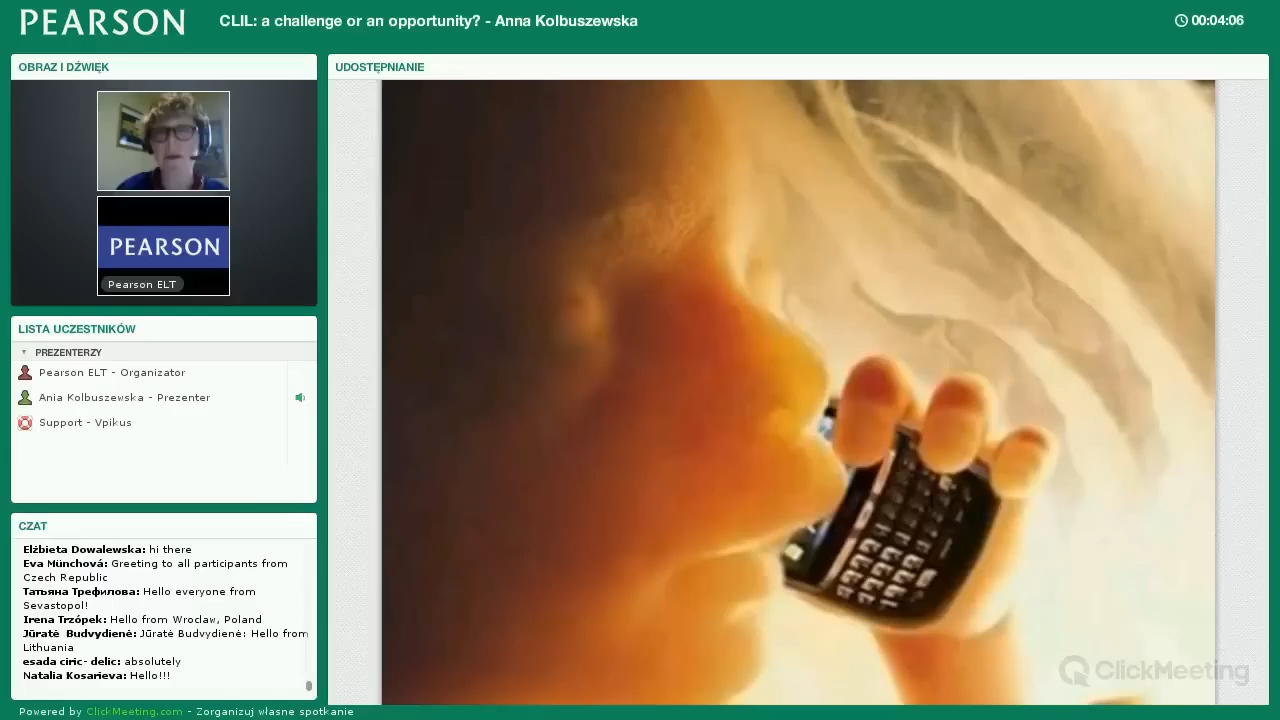 PEARSON
CLIL: a challenge or an opportunity? - Anna Kolbuszewska
00:04:06
OBRAZ I DŹWIĘK
UDOSTĘPNIANIE
PEARSON
Pearson ELT
LISTA UCZESTNIKÓW
PREZENTERZY
Pearson ELT - Organizator
Ania Kolbuszewska - Prezenter
Support - Vpikus
CZAT
Elżbieta Dowalewska: hi there
Eva Münchová: Greeting to all participants from
Czech Republic
Татьяна Трефилова: Hello everyone from
Sevastopol!
Irena Trzópek: Hello from Wroclaw, Poland
Jūratė Budvydienė: Jūratė Budvydienė: Hello from
Lithuania
esada ciric- delic: absolutely
Natalia Kosarieva: Hello!!!
ClickMeeting
Powered by ClickMeeting.com - Zorganizuj własne spotkanie